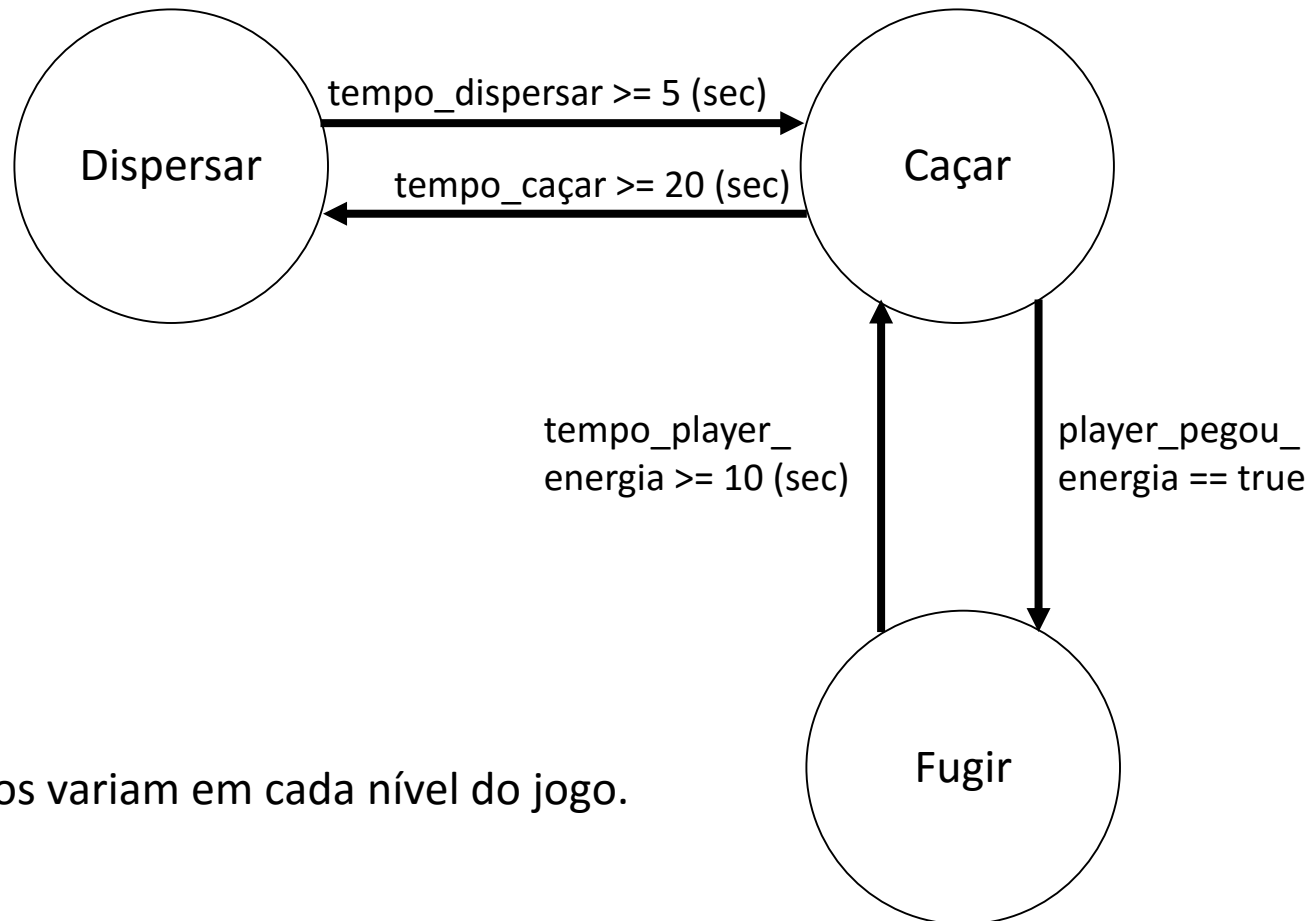 tempo_dispersar >= 5 (sec)
Dispersar
Caçar
tempo_caçar >= 20 (sec)
tempo_player_
energia >= 10 (sec)
player_pegou_
energia == true
Fugir
os variam em cada nível do jogo.